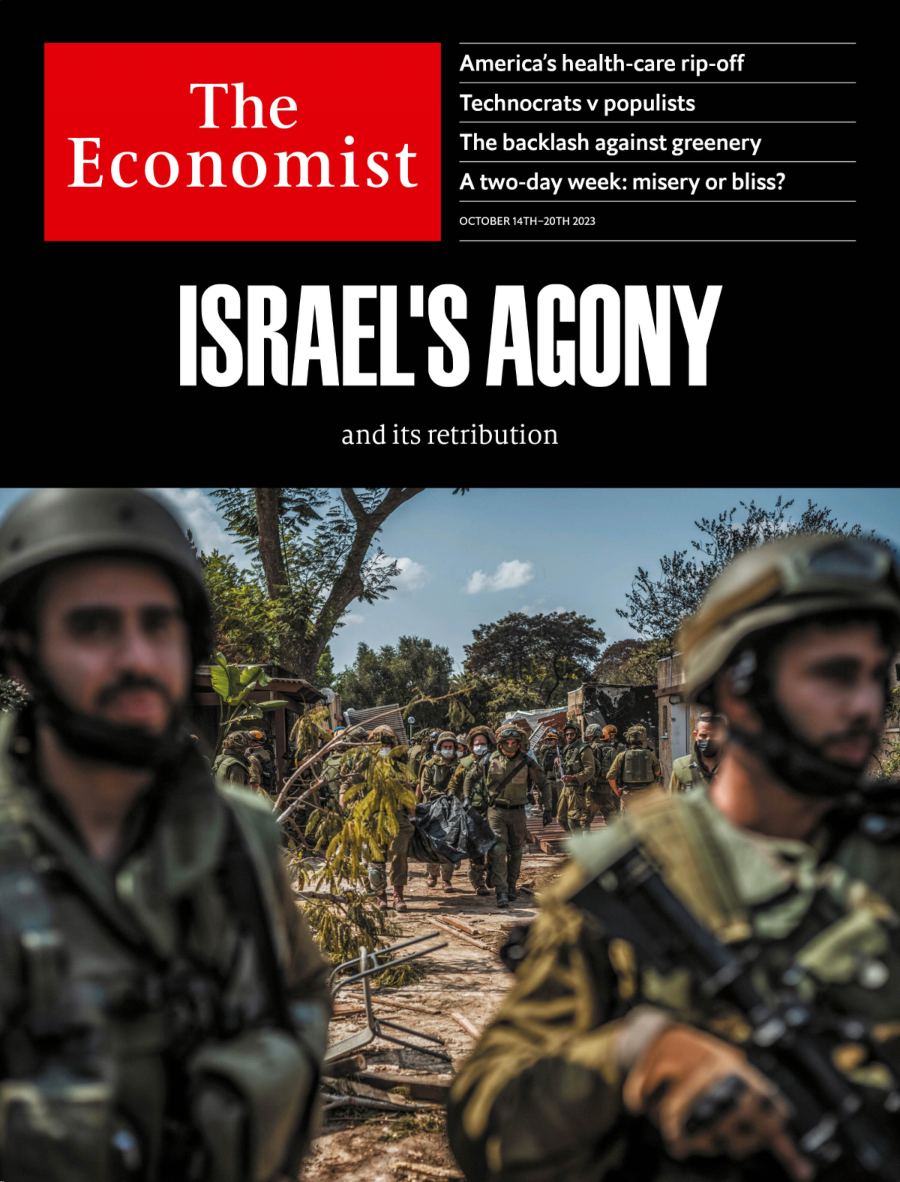 The
Economist
America's health-care rip-off
Technocrats v populists
The backlash against greenery
A two-day week: misery or bliss?
OCTOBER 14TH–20TH 2023
ISRAEL'S AGONY
and its retribution